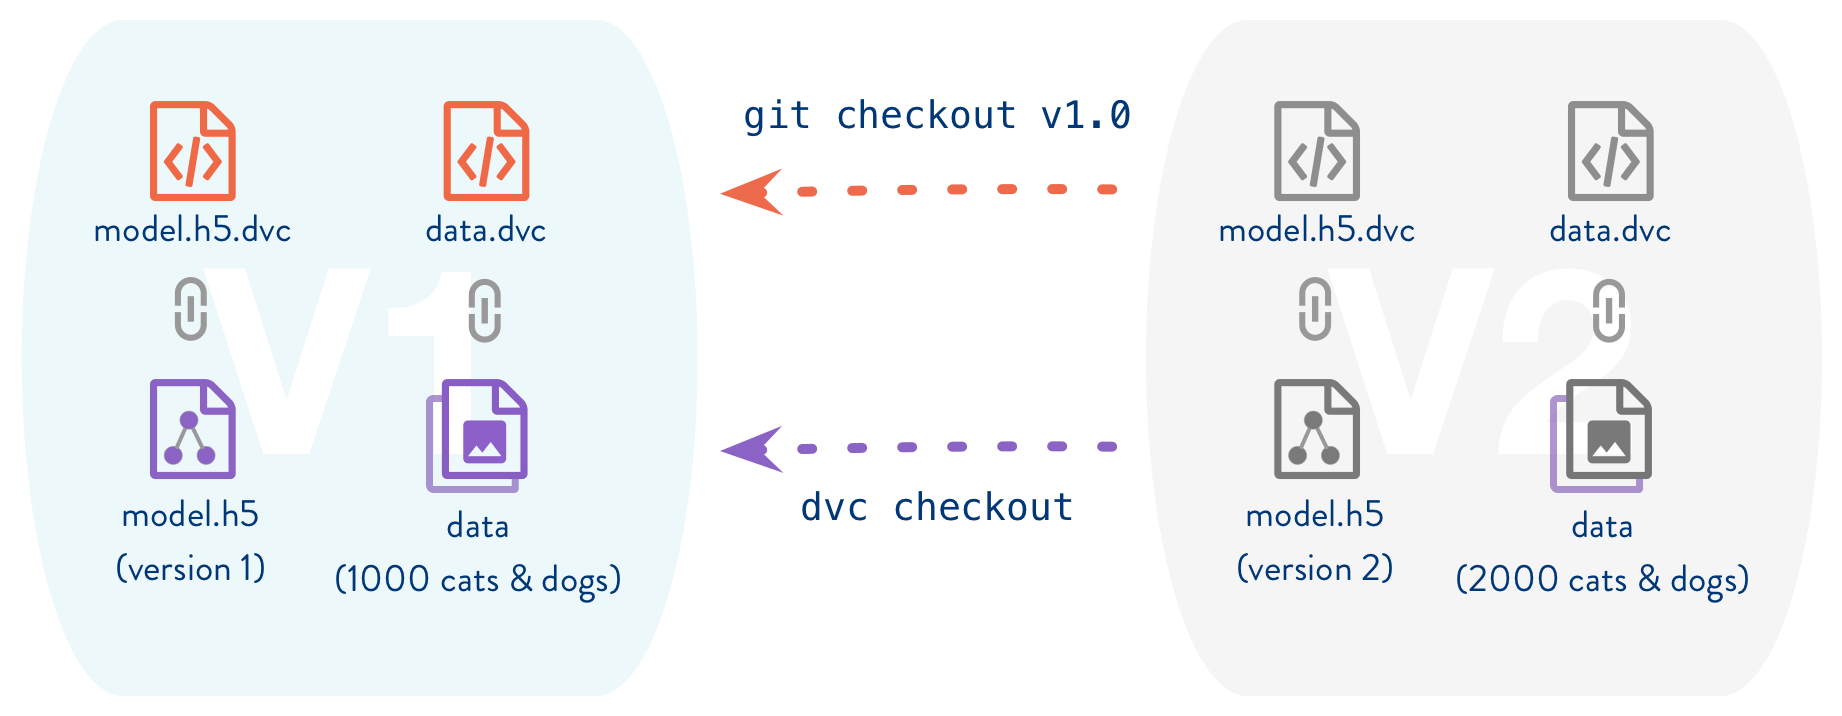 V1
model.h5.dvc
data.dvc
model.h5
(version 1)
data
(1000 cats & dogs)
git checkout v1.0
dvc checkout
V2
model.h5.dvc
data.dvc
model.h5
(version 2)
data
(2000 cats & dogs)